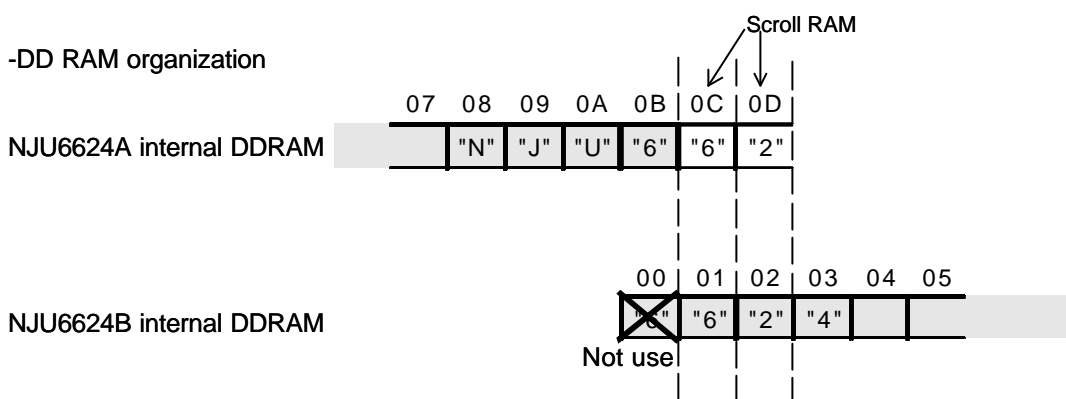 Scroll RAM
-DD RAM organization
07 08 09 0A 0B 0C 0D
NJU6624A internal DDRAM "N" "J" "U" "6" "6" "2"
00 01 02 03 04 05
NJU6624B internal DDRAM "6" "6" "2" "4"
Not use